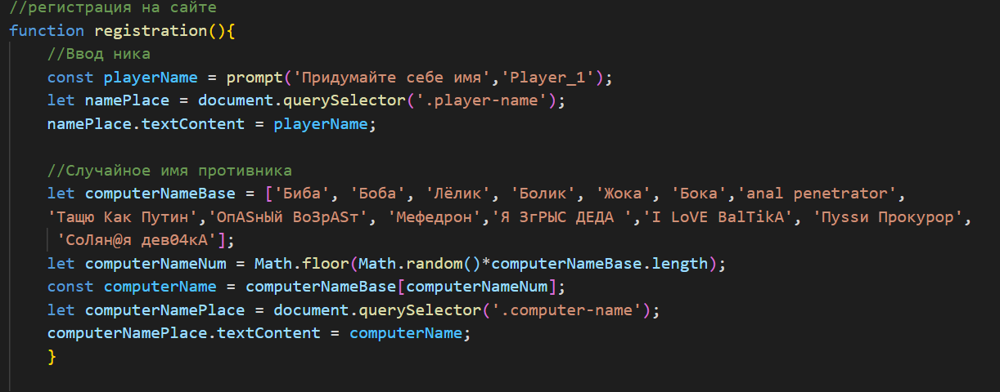 //регистрация на сайте
function registration(){
//Ввод ника
const playerName = prompt('Придумайте себе имя','Player_1');
let namePlace = document.querySelector('.player-name');
namePlace.textContent = playerName;
//Случайное имя противника
let computerNameBase = ['Биба', 'Боба', 'Лёлик', 'Болик', 'Жока', 'Бока','anal penetrator',
'Тащю Как Путин','ОпАSнЫй ВоЗрАSт', 'Мефедрон','Я ЗгРЫС ДЕДА ','I LoVE BalTikA', 'Пуssи Прокурор',
'СоЛян@я дев04кА'];
let computerNameNum = Math.floor(Math.random()*computerNameBase.length);
const computerName = computerNameBase[computerNameNum];
let computerNamePlace = document.querySelector('.computer-name');
computerNamePlace.textContent = computerName;
}